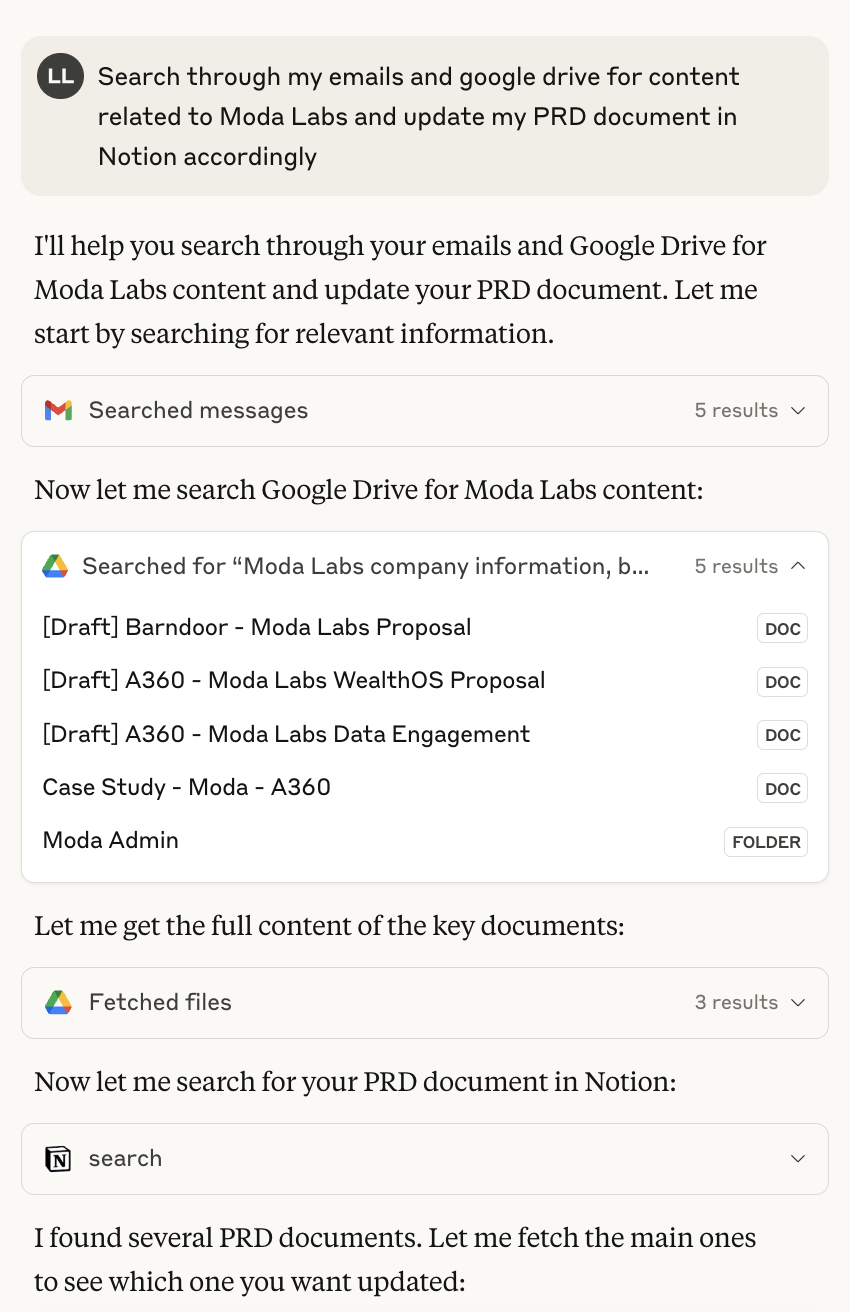 LL
Search through my emails and google drive for content
related to Moda Labs and update my PRD document in
Notion accordingly
I'll help you search through your emails and Google Drive for
Moda Labs content and update your PRD document. Let me
start by searching for relevant information.
Searched messages 5 results
Now let me search Google Drive for Moda Labs content:
Searched for “Moda Labs company information, b... 5 results
[Draft] Barndoor - Moda Labs Proposal DOC
[Draft] A360 - Moda Labs WealthOS Proposal DOC
[Draft] A360 - Moda Labs Data Engagement DOC
Case Study - Moda - A360 DOC
Moda Admin FOLDER
Let me get the full content of the key documents:
Fetched files 3 results
Now let me search for your PRD document in Notion:
N search
I found several PRD documents. Let me fetch the main ones
to see which one you want updated: